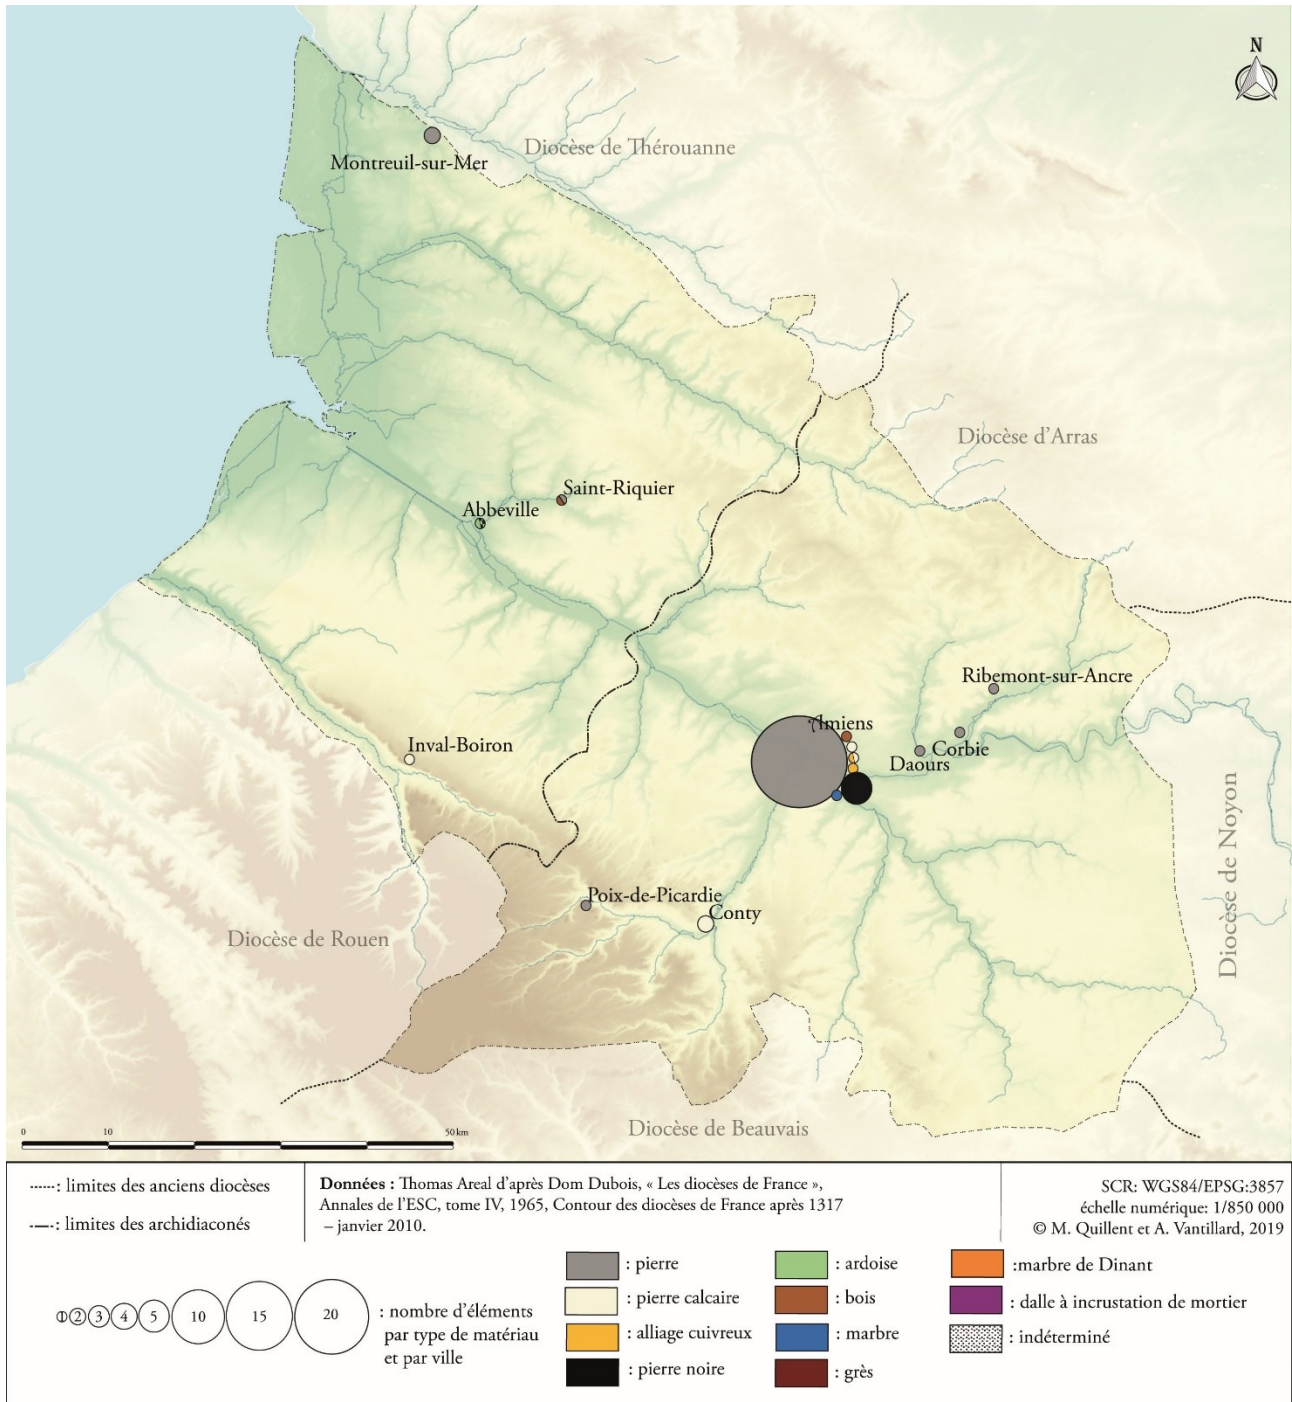 N
Diocèse de Thérouanne
Montreuil-sur-Mer
Diocèse d'Arras
Saint-Riquier
Abbeville
Ribemont-sur-Ancre
Amiens
Inval-Boiron
Corbie
Daours
Diocèse de Noyon
Poix-de-Picardie
Conty
Diocèse de Rouen
Diocèse de Beauvais
0 10 50 km
: limites des anciens diocèses
: limites des archidiaconés
Données : Thomas Areal d'après Dom Dubois, « Les diocèses de France »,
Annales de l'ESC, tome IV, 1965, Contour des diocèses de France après 1317
– janvier 2010.
SCR: WGS84/EPSG:3857
échelle numérique: 1/850 000
© M. Quillent et A. Vantillard, 2019
1 2 3 4 5 10 15 20
: nombre d'éléments
par type de matériau
et par ville
: pierre
: pierre calcaire
: alliage cuivreux
: pierre noire
: ardoise
: bois
: marbre
: grès
:marbre de Dinant
: dalle à incrustation de mortier
: indéterminé